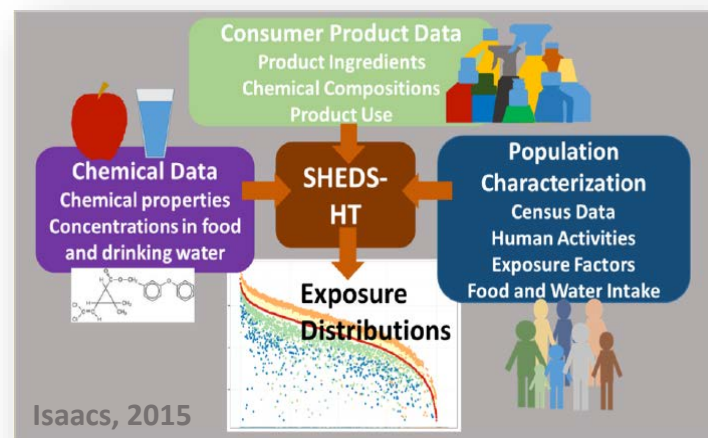 Consumer Product Data
Product Ingredients
Chemical Compositions
Product Use
Chemical Data
Chemical properties
Concentrations in food
and drinking water
SHEDS-
HT
Population
Characterization
Census Data
Human Activities
Exposure Factors
Food and Water Intake
Exposure
Distributions
Isaacs, 2015